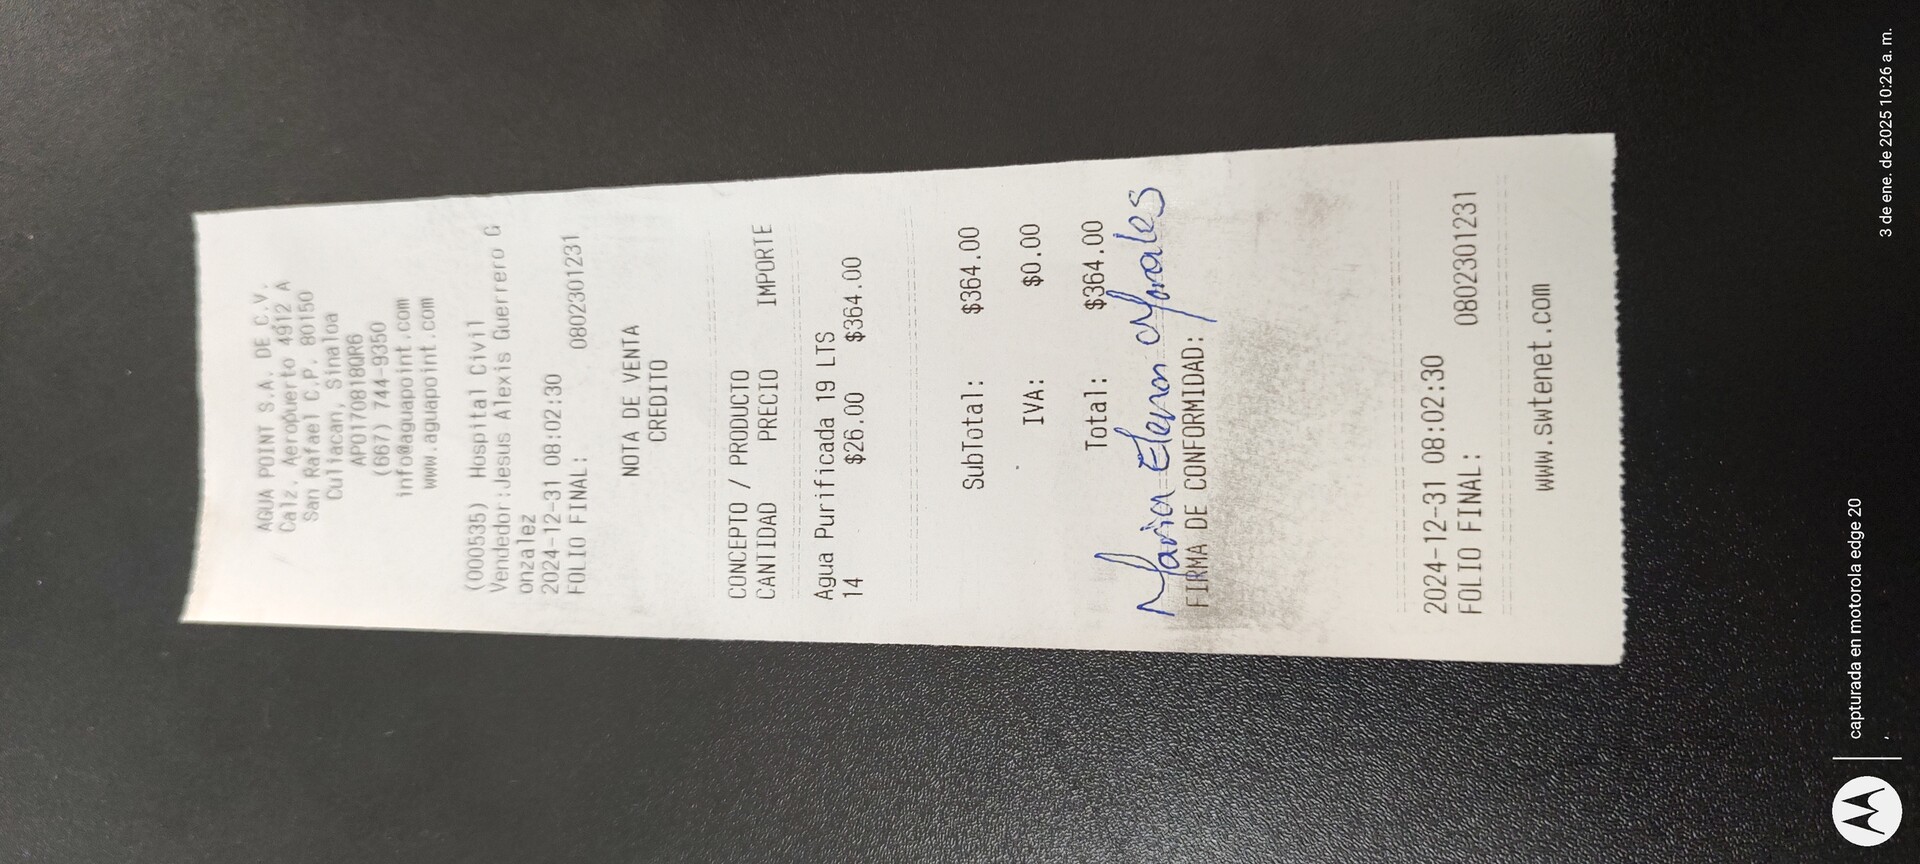 AGUA POINT S.A. DE C.V.
Calz. Aeropuerto 4912 A
San Rafael C.P. 80150
Culiacan, Sinaloa
APO170818QR6
(667) 744-9350
info@aguapoint.com
www.aguapoint.com
(000535) Hospital Civil
Vendedor:Jesus Alexis Guerrero G
onzalez
2024-12-31 08:02:30
FOLIO FINAL: 0802301231
NOTA DE VENTA
CREDITO
CONCEPTO / PRODUCTO
CANTIDAD PRECIO IMPORTE
Agua Purificada 19 LTS
14 $26.00 $364.00
SubTotal: $364.00
IVA: $0.00
Total: $364.00
Maria Elena Morales
FIRMA DE CONFORMIDAD:
2024-12-31 08:02:30
FOLIO FINAL: 0802301231
www.swtenet.com
capturada en motorola edge 20
3 de ene. de 2025 10:26 a. m.